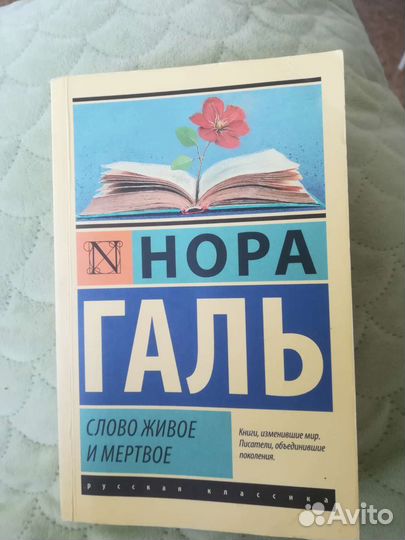 N
НОРА
ГАЛЬ
СЛОВО ЖИВОЕ
И МЕРТВОЕ
Книги, изменившие мир.
Писатели, объединившие
поколения.
русская классика
Avito